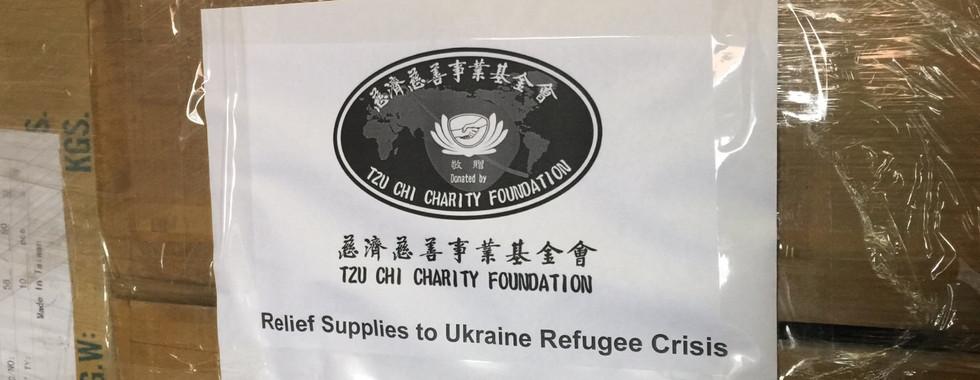 慈濟慈善事業基金會
敬贈
Donated by
TZU CHI CHARITY FOUNDATION
慈濟慈善事業基金會
TZU CHI CHARITY FOUNDATION
Relief Supplies to Ukraine Refugee Crisis
KGS.
G.W:
Made In Taiwan